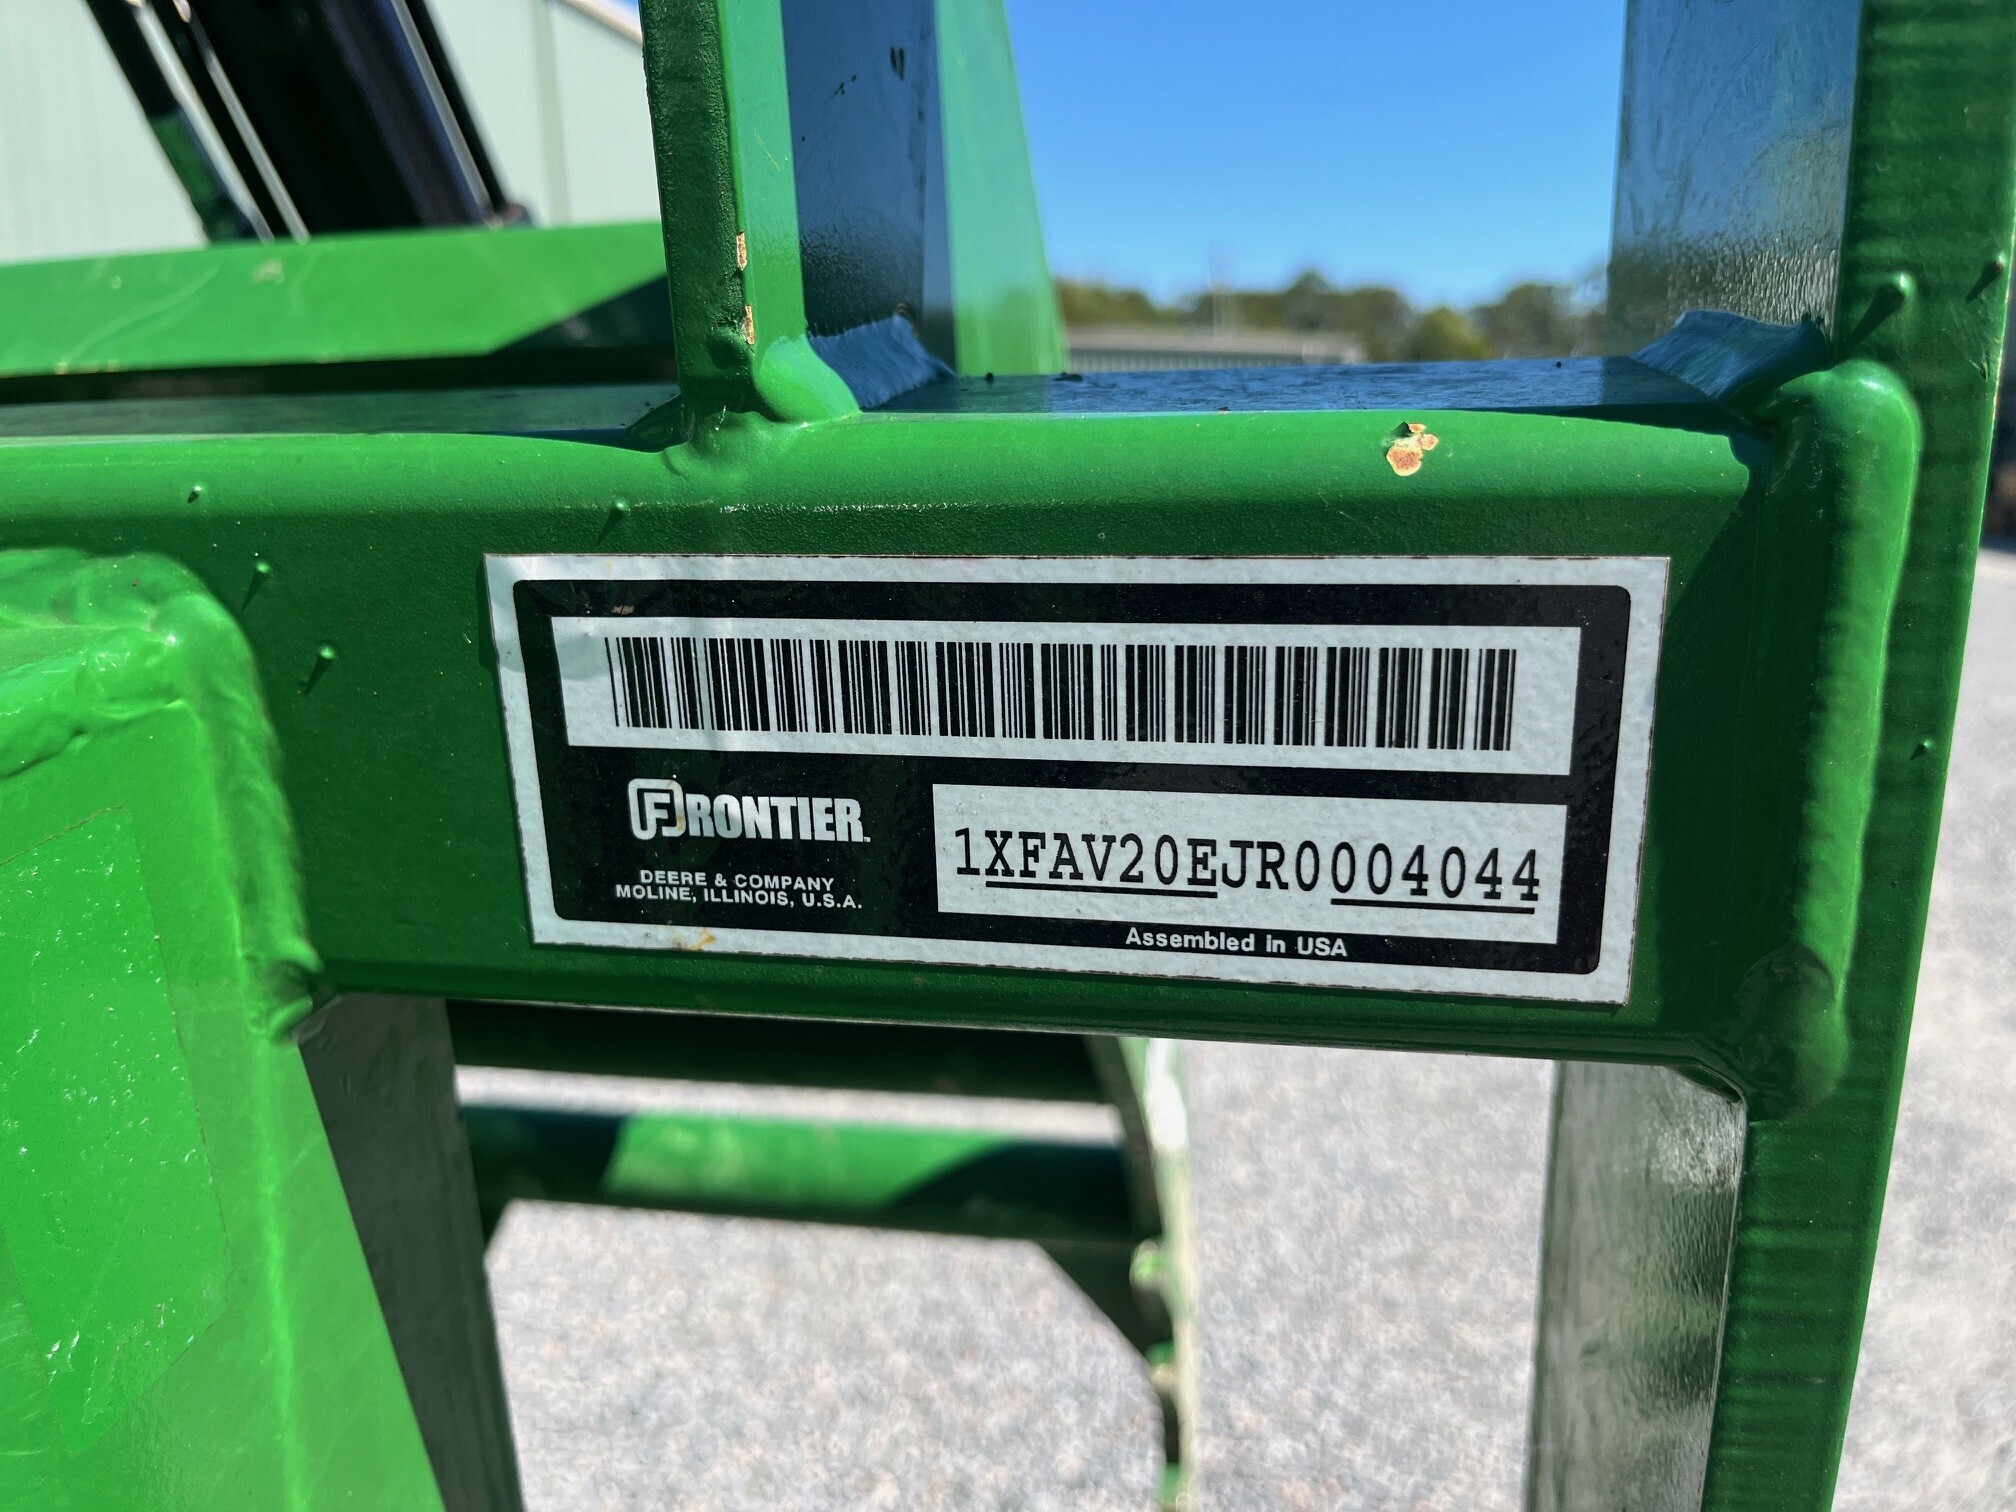 FRONTIER
DEERE & COMPANY
MOLINE, ILLINOIS, U.S.A.
1XFAV20EJR0004044
Assembled in USA